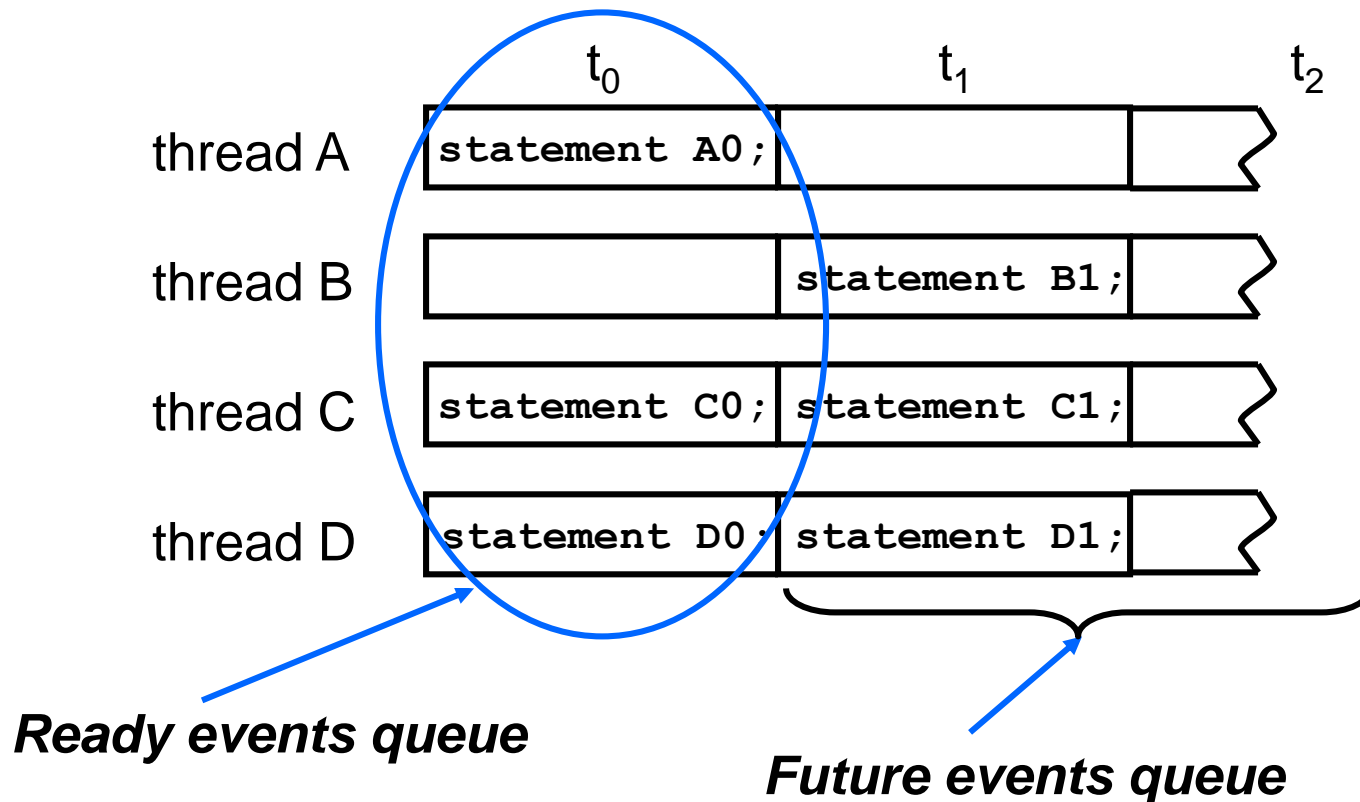 t0 t1 t2
thread A statement A0;
thread B statement B1;
thread C statement C0; statement C1;
thread D statement D0; statement D1;
Ready events queue
Future events queue